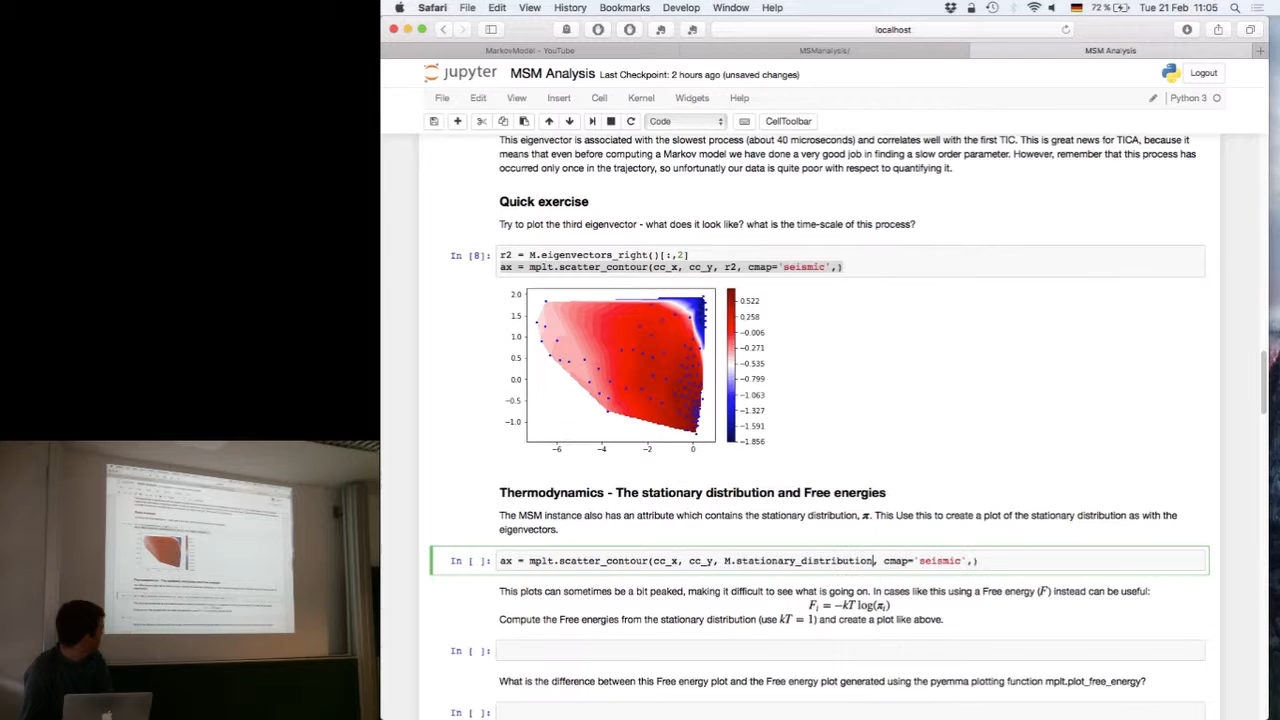 Safari File Edit View History Bookmarks Develop Window Help 72 % Tue 21 Feb 11:05
localhost
MarkovModel - YouTube MSManalysis/ MSM Analysis
jupyter MSM Analysis Last Checkpoint: 2 hours ago (unsaved changes) Logout
File Edit View Insert Cell Kernel Widgets Help Python 3
Code CellToolbar
This eigenvector is associated with the slowest process (about 40 microseconds) and correlates well with the first TIC. This is great news for TICA, because it
means that even before computing a Markov model we have done a very good job in finding a slow order parameter. However, remember that this process has
occurred only once in the trajectory, so unfortunatly our data is quite poor with respect to quantifying it.
Quick exercise
Try to plot the third eigenvector - what does it look like? what is the time-scale of this process?
In [8]: r2 = M.eigenvectors_right()[:,2]
ax = mplt.scatter_contour(cc_x, cc_y, r2, cmap='seismic',)
2.0
1.5
1.0
0.5
0.0
−0.5
−1.0
−6 −4 −2 0
0.522
0.258
−0.006
−0.271
−0.535
−0.799
−1.063
−1.327
−1.591
−1.856
Thermodynamics - The stationary distribution and Free energies
The MSM instance also has an attribute which contains the stationary distribution, π. This Use this to create a plot of the stationary distribution as with the
eigenvectors.
In [ ]: ax = mplt.scatter_contour(cc_x, cc_y, M.stationary_distribution, cmap='seismic',)
This plots can sometimes be a bit peaked, making it difficult to see what is going on. In cases like this using a Free energy (F) instead can be useful:
Fᵢ = −kT log(πᵢ)
Compute the Free energies from the stationary distribution (use kT = 1) and create a plot like above.
In [ ]:
What is the difference between this Free energy plot and the Free energy plot generated using the pyemma plotting function mplt.plot_free_energy?
In [ ]: